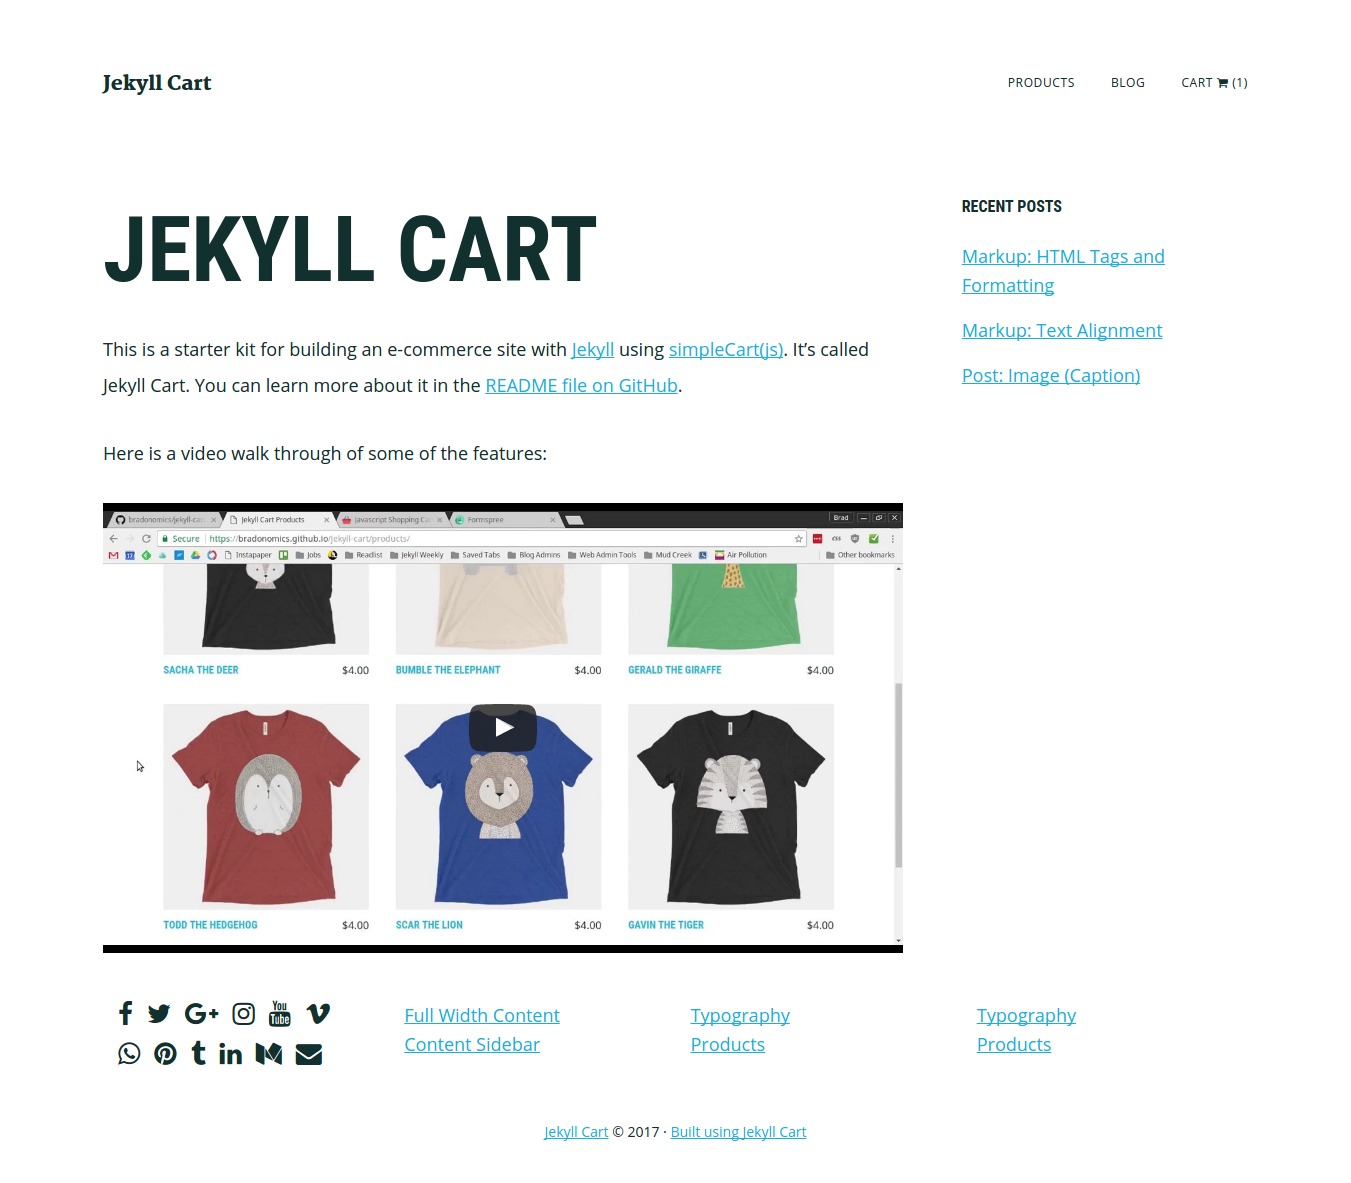 Jekyll Cart
PRODUCTS BLOG CART (1)
JEKYLL CART
This is a starter kit for building an e-commerce site with Jekyll using simpleCart(js). It’s called
Jekyll Cart. You can learn more about it in the README file on GitHub.
Here is a video walk through of some of the features:
bradonomics/jekyll-car
Jekyll Cart Products
Javascript Shopping Ca
Formspree
Brad
Secure https://bradonomics.github.io/jekyll-cart/products/
Instapaper Jobs Readlist Jekyll Weekly Saved Tabs Blog Admins Web Admin Tools Mud Creek Air Pollution Other bookmarks
SACHA THE DEER $4.00 BUMBLE THE ELEPHANT $4.00 GERALD THE GIRAFFE $4.00
TODD THE HEDGEHOG $4.00 SCAR THE LION $4.00 GAVIN THE TIGER $4.00
RECENT POSTS
Markup: HTML Tags and
Formatting
Markup: Text Alignment
Post: Image (Caption)
You
Tube
Full Width Content
Content Sidebar
Typography
Products
Typography
Products
Jekyll Cart © 2017 · Built using Jekyll Cart